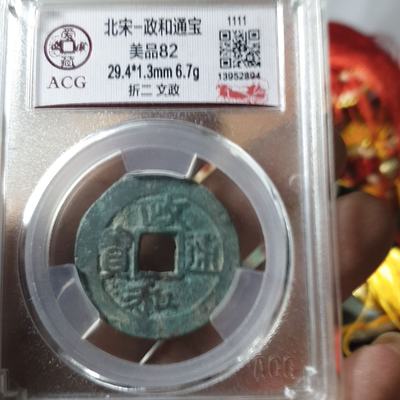 北宋-政和通宝
美品82
29.4*1.3mm 6.7g
折二 文政
ACG
1111
13952894
政
通
寳
和